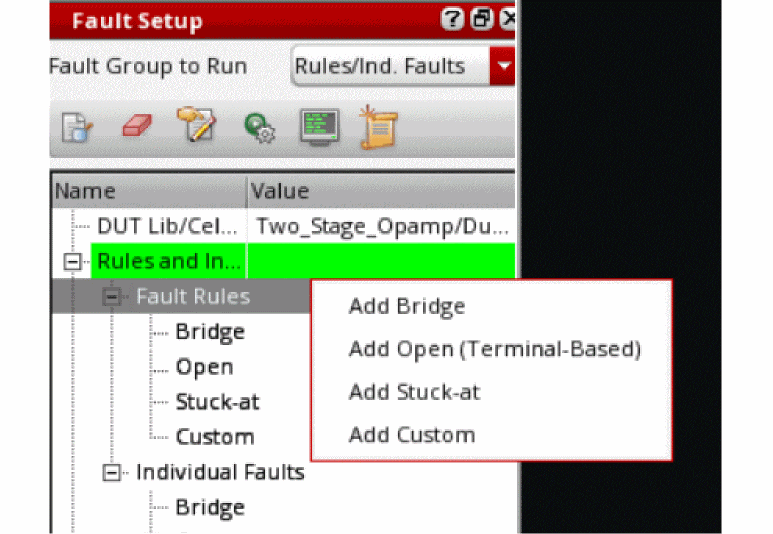 Fault Setup
Fault Group to Run Rules/Ind. Faults
Name Value
DUT Lib/Cel... Two_Stage_Opamp/Du...
Rules and In...
Fault Rules
Add Bridge
Bridge
Add Open (Terminal-Based)
Open
Add Stuck-at
Stuck-at
Add Custom
Custom
Individual Faults
Bridge